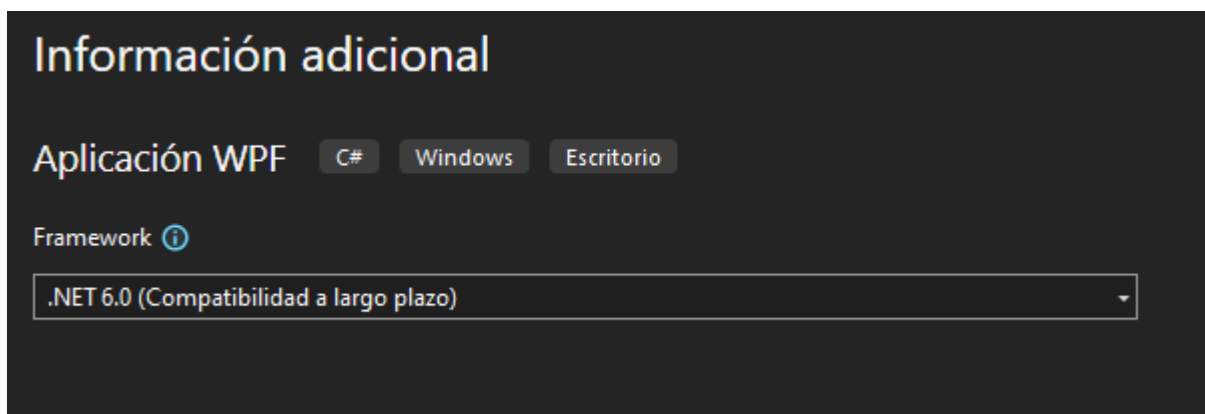 Información adicional
Aplicación WPF C# Windows Escritorio
Framework
.NET 6.0 (Compatibilidad a largo plazo)